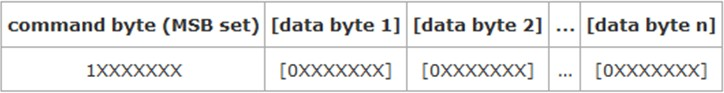 command byte (MSB set) [data byte 1] [data byte 2] ... [data byte n]
1XXXXXXX [0XXXXXXX] [0XXXXXXX] ... [0XXXXXXX]